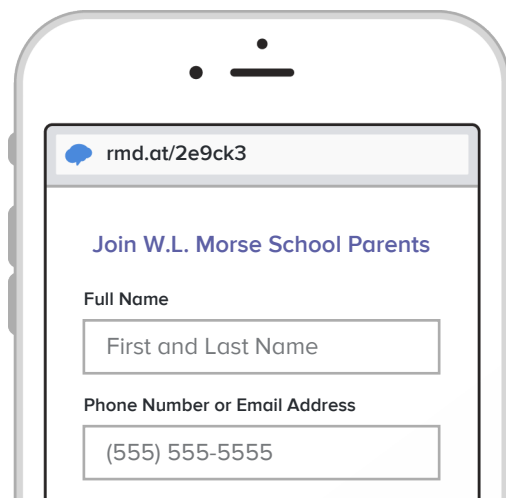 rmd.at/2e9ck3
Join W.L. Morse School Parents
Full Name
First and Last Name
Phone Number or Email Address
(555) 555-5555